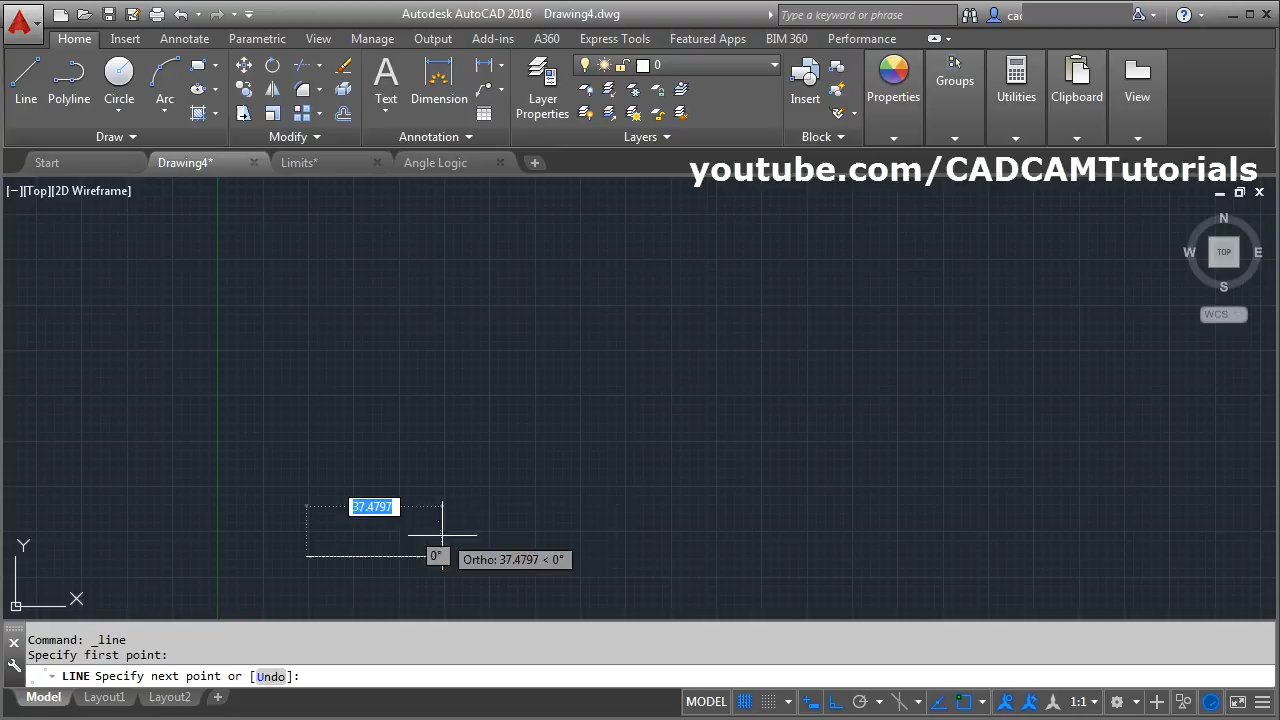 Autodesk AutoCAD 2016 Drawing4.dwg
Type a keyword or phrase
cad
Home Insert Annotate Parametric View Manage Output Add-ins A360 Express Tools Featured Apps BIM 360 Performance
Line Polyline Circle Arc
Text Dimension
Layer Properties
0
Insert
Properties Groups Utilities Clipboard View
Draw Modify Annotation Layers Block
Start Drawing4* Limits* Angle Logic
youtube.com/CADCAMTutorials
[−][Top][2D Wireframe]
N
W TOP E
S
WCS
37.4797
0°
Ortho: 37.4797 < 0°
Y
X
Command: _line
Specify first point:
LINE Specify next point or [Undo]:
Model Layout1 Layout2
MODEL 1:1